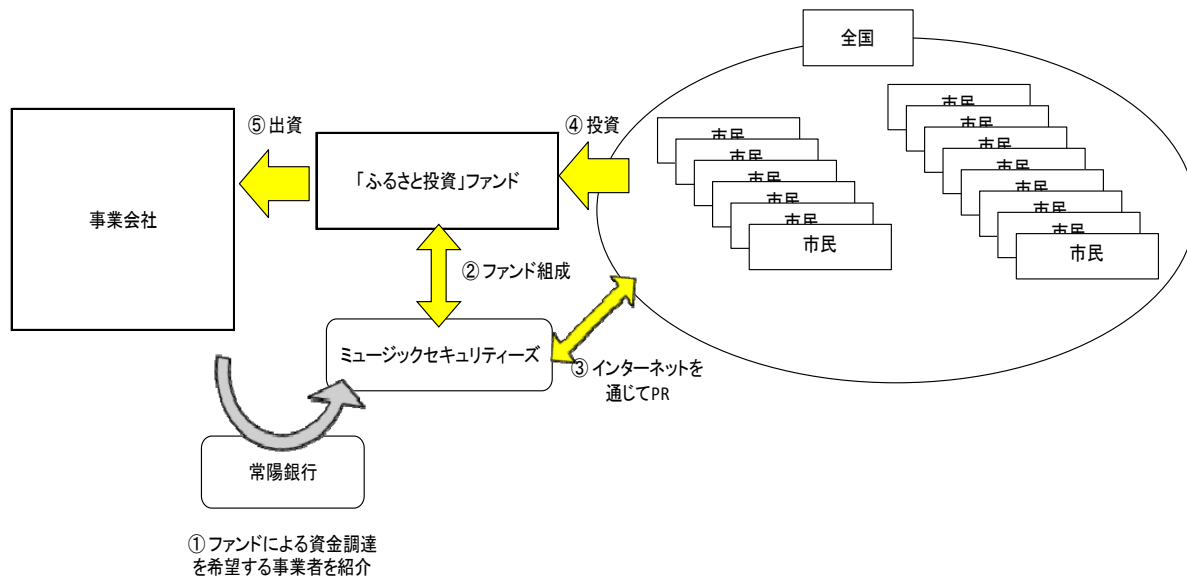 全国
市民
市民
市民
市民
市民
市民
市民
市民
市民
市民
市民
市民
市民
市民
⑤出資
④投資
「ふるさと投資」ファンド
事業会社
②ファンド組成
ミュージックセキュリティーズ
③インターネットを
通じてPR
常陽銀行
①ファンドによる資金調達
を希望する事業者を紹介